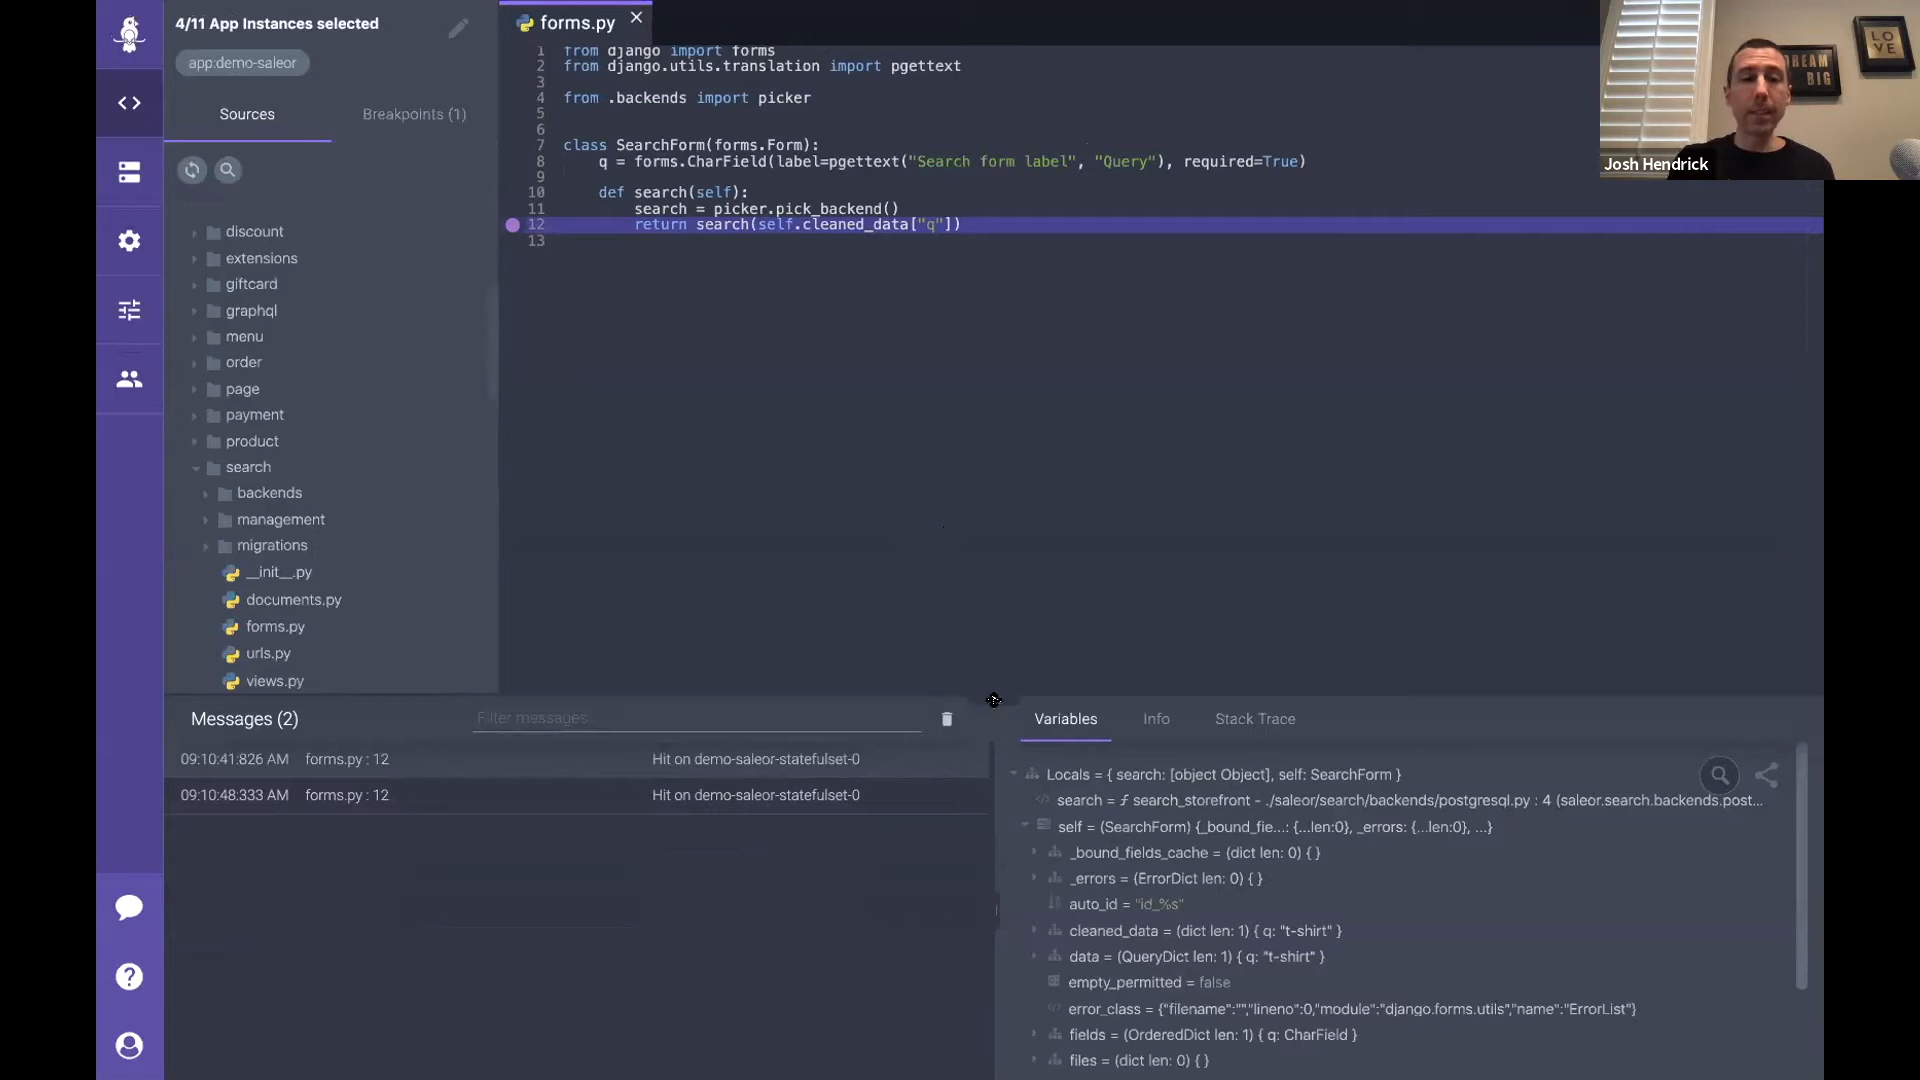 4/11 App Instances selected
app:demo-saleor
Sources
Breakpoints (1)
discount
extensions
giftcard
graphql
menu
order
page
payment
product
search
backends
management
migrations
__init__.py
documents.py
forms.py
urls.py
views.py
forms.py
1 from django import forms
2 from django.utils.translation import pgettext
3
4 from .backends import picker
5
6
7 class SearchForm(forms.Form):
8 q = forms.CharField(label=pgettext("Search form label", "Query"), required=True)
9
10 def search(self):
11 search = picker.pick_backend()
12 return search(self.cleaned_data["q"])
13
DREAM
BIG
LO
VE
Josh Hendrick
Messages (2)
Filter messages
09:10:41:826 AM forms.py : 12 Hit on demo-saleor-statefulset-0
09:10:48.333 AM forms.py : 12 Hit on demo-saleor-statefulset-0
Variables
Info
Stack Trace
Locals = { search: [object Object], self: SearchForm }
search = ƒ search_storefront - ./saleor/search/backends/postgresql.py : 4 (saleor.search.backends.post...
self = (SearchForm) {_bound_fie...: {...len:0}, _errors: {...len:0}, ...}
_bound_fields_cache = (dict len: 0) { }
_errors = (ErrorDict len: 0) { }
auto_id = "id_%s"
cleaned_data = (dict len: 1) { q: "t-shirt" }
data = (QueryDict len: 1) { q: "t-shirt" }
empty_permitted = false
error_class = {"filename":"","lineno":0,"module":"django.forms.utils","name":"ErrorList"}
fields = (OrderedDict len: 1) { q: CharField }
files = (dict len: 0) { }